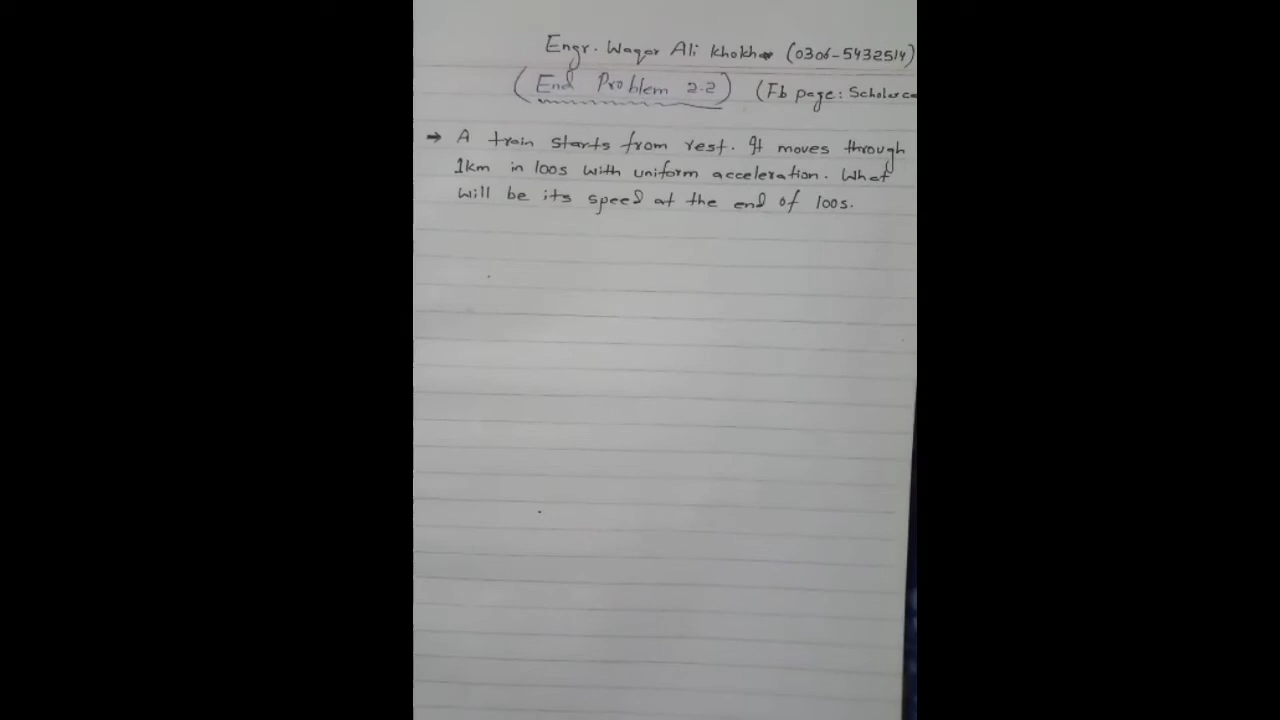 Engr. Waqar Ali Khokhar (0306-5432514)
(End Problem 2.2) (Fb page: Scholar
→ A train starts from rest. It moves through
1km in 100s with uniform acceleration. What
will be its speed at the end of 100s.